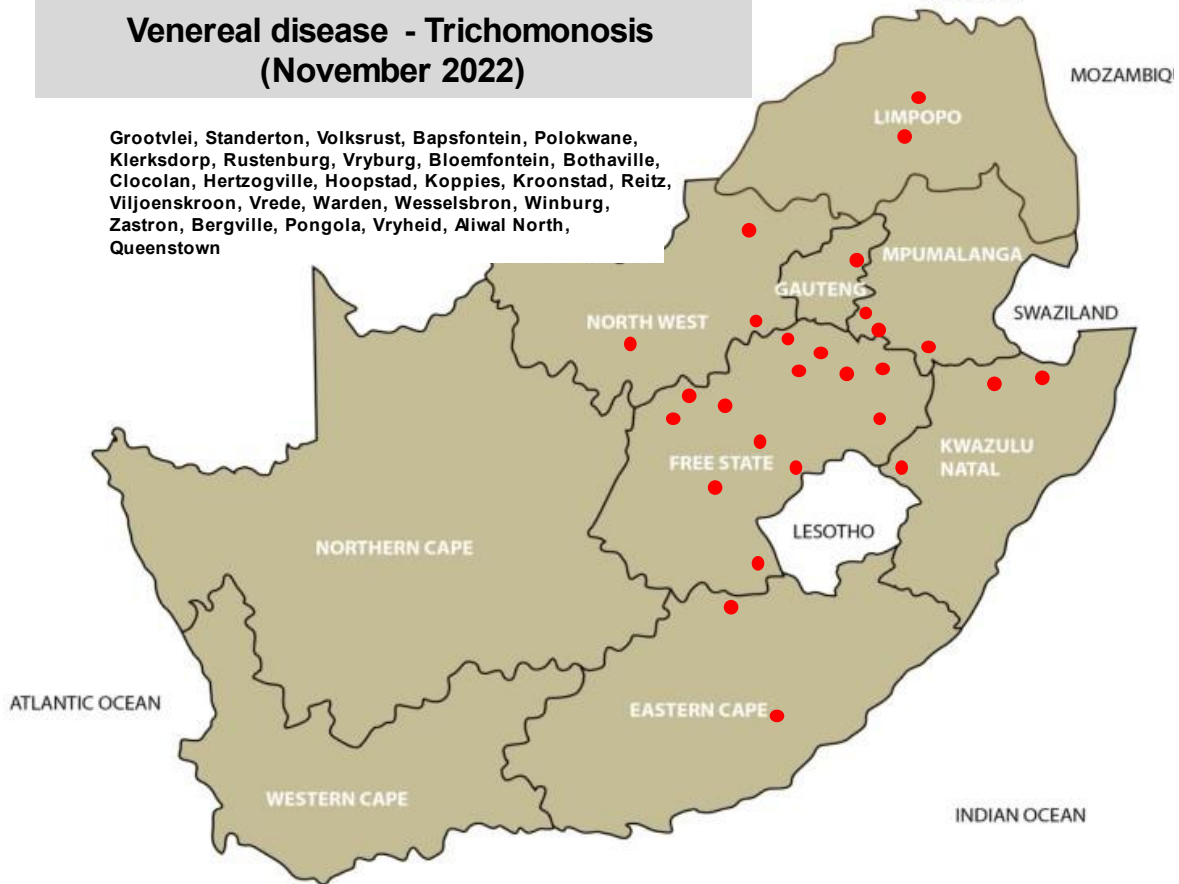 Venereal disease - Trichomonosis
(November 2022)
MOZAMBIQ
Grootvlei, Standerton, Volksrust, Bapsfontein, Polokwane,
Klerksdorp, Rustenburg, Vryburg, Bloemfontein, Bothaville,
Clocolan, Hertzogville, Hoopstad, Koppies, Kroonstad, Reitz,
Viljoenskroon, Vrede, Warden, Wesselsbron, Winburg,
Zastron, Bergville, Pongola, Vryheid, Aliwal North,
Queenstown
LIMPOPO
MPUMALANGA
GAUTENG
SWAZILAND
NORTH WEST
KWAZULU
NATAL
FREE STATE
LESOTHO
NORTHERN CAPE
ATLANTIC OCEAN
EASTERN CAPE
WESTERN CAPE
INDIAN OCEAN